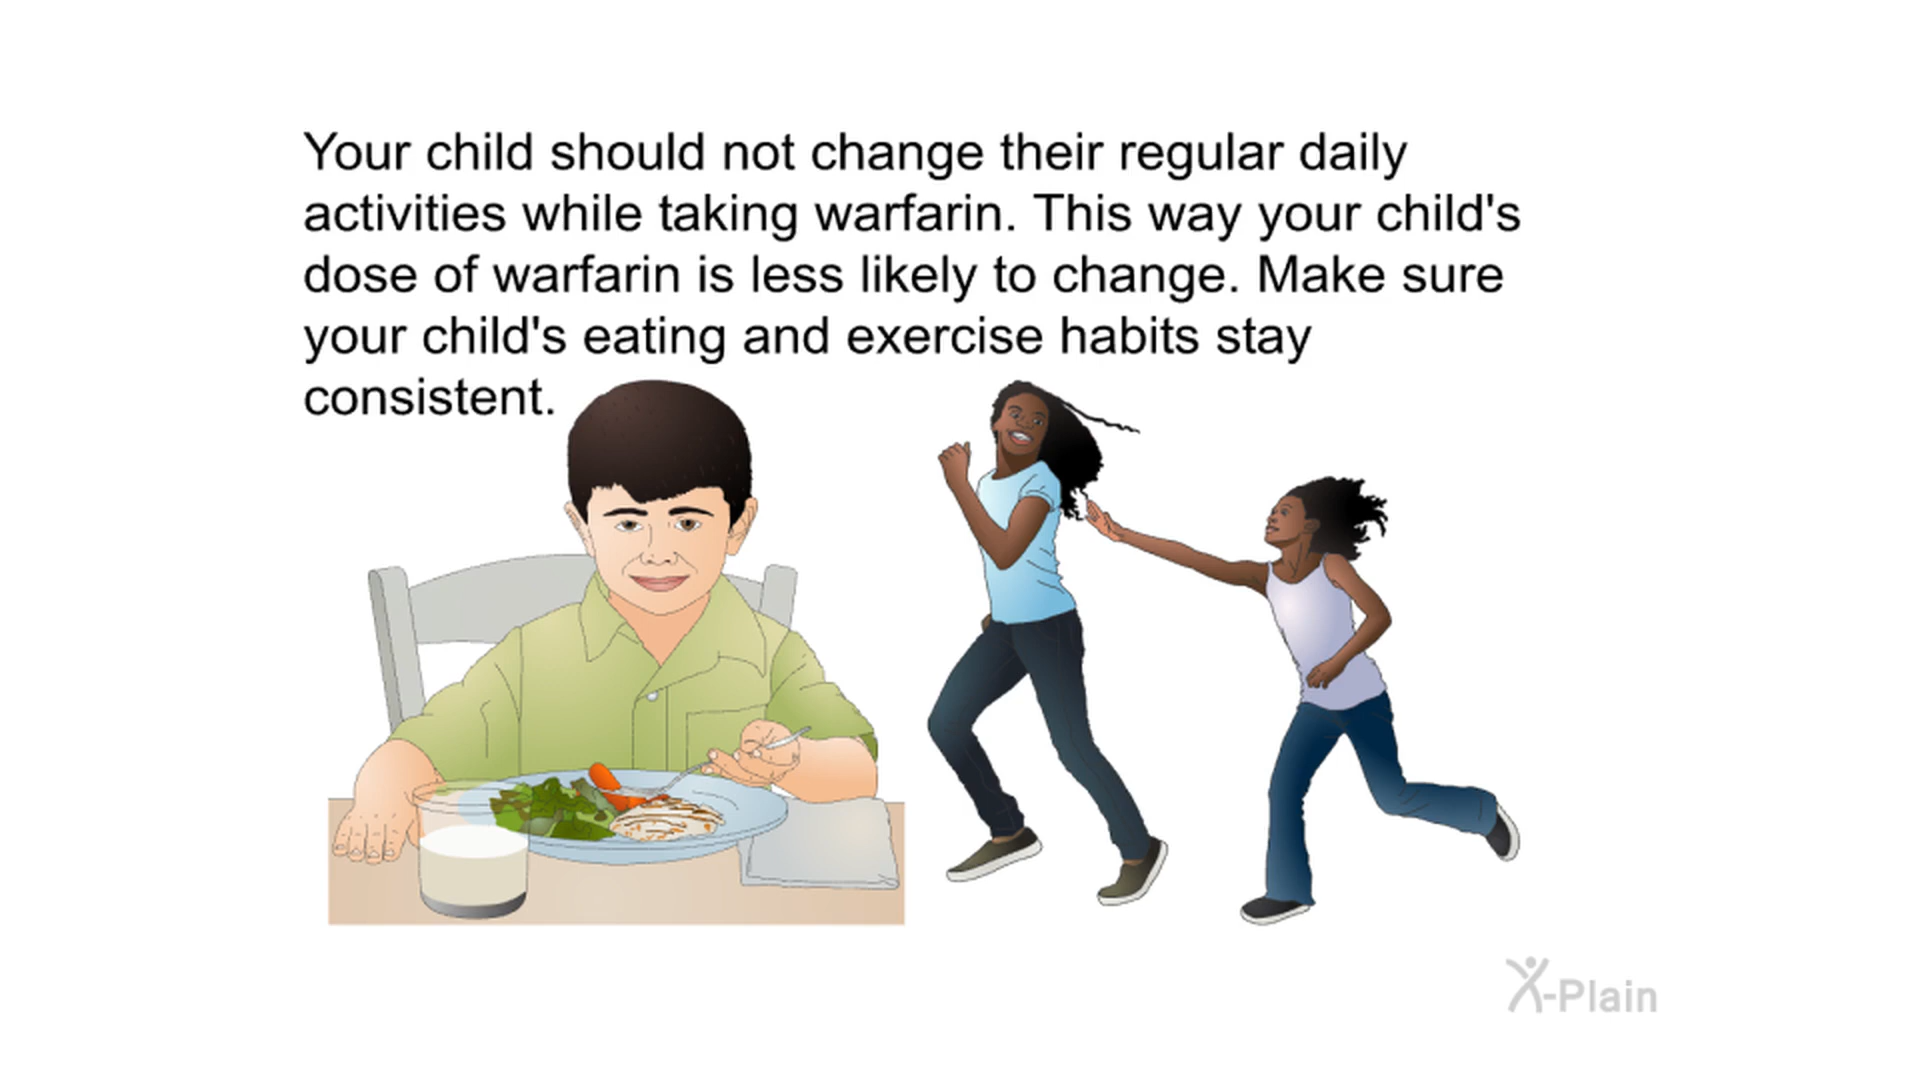 Your child should not change their regular daily
activities while taking warfarin. This way your child's
dose of warfarin is less likely to change. Make sure
your child's eating and exercise habits stay
consistent.
X-Plain